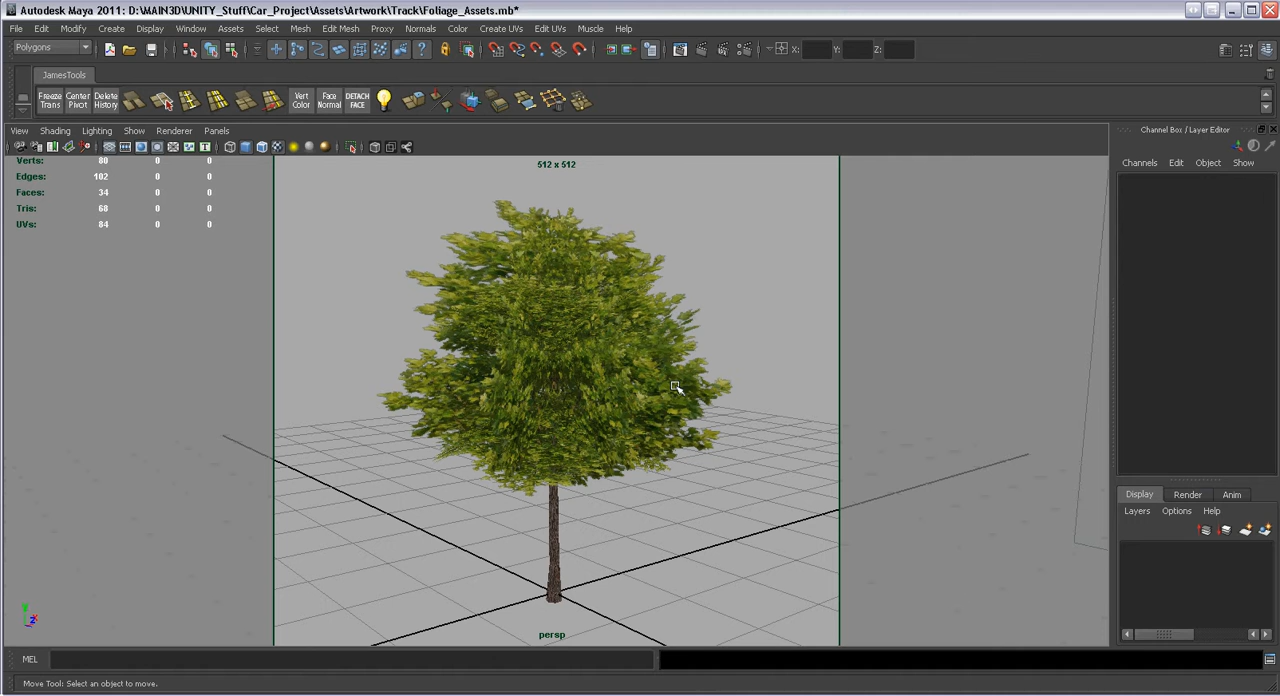 Autodesk Maya 2011: D:\MAIN3D\UNITY_Stuff\Car_Project\Assets\Artwork\Track\Foliage_Assets.mb*
File Edit Modify Create Display Window Assets Select Mesh Edit Mesh Proxy Normals Color Create UVs Edit UVs Muscle Help
Polygons X: Y: Z:
JamesTools
Freeze Trans Center Pivot Delete History Vert Color Face Normal DETACH FACE
View Shading Lighting Show Renderer Panels
Channel Box / Layer Editor
Channels Edit Object Show
512 x 512
Verts: 80 0 0
Edges: 102 0 0
Faces: 34 0 0
Tris: 68 0 0
UVs: 84 0 0
Display Render Anim
Layers Options Help
persp
MEL
Move Tool: Select an object to move.